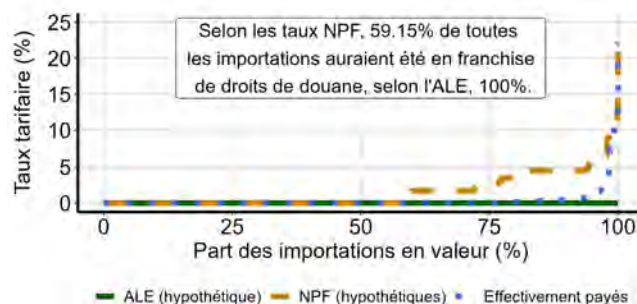 Selon les taux NPF, 59.15% de toutes
les importations auraient été en franchise
de droits de douane, selon l'ALE, 100%.
Taux tarifaire (%)
25
20
15
10
5
0
0 25 50 75 100
Part des importations en valeur (%)
ALE (hypothétique) NPF (hypothétiques) Effectivement payés